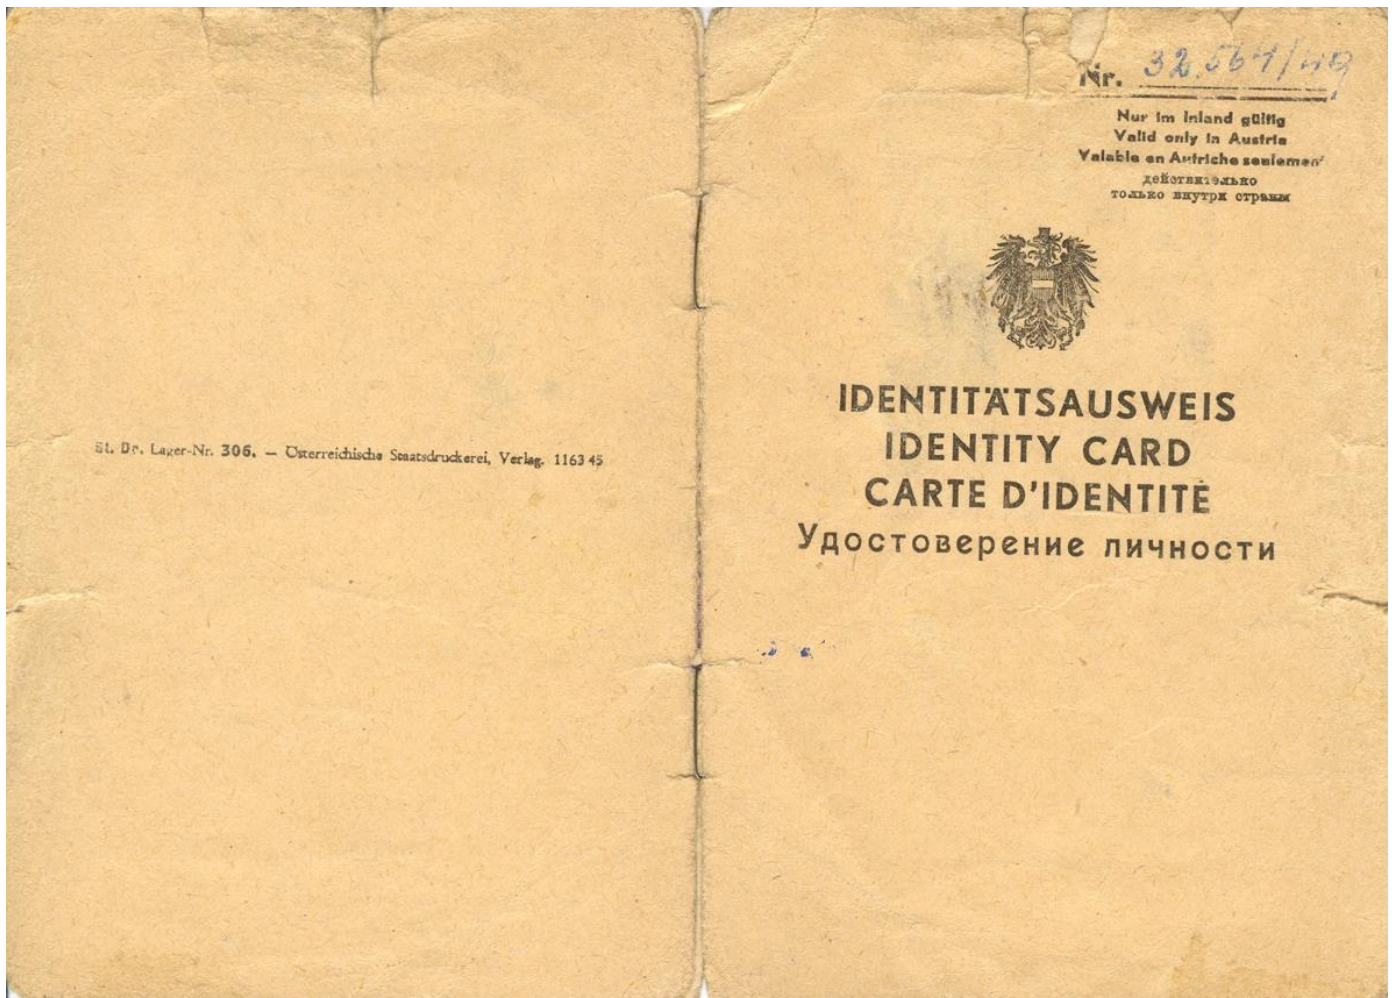 St. Dr. Lager-Nr. 306. — Österreichische Staatsdruckerei, Verlag. 1163 45
Nr. 32.564/49
Nur im Inland gültig
Valid only in Austria
Valable en Autriche seulement
действительно
только внутри страны
IDENTITÄTSAUSWEIS
IDENTITY CARD
CARTE D'IDENTITÉ
Удостоверение личности